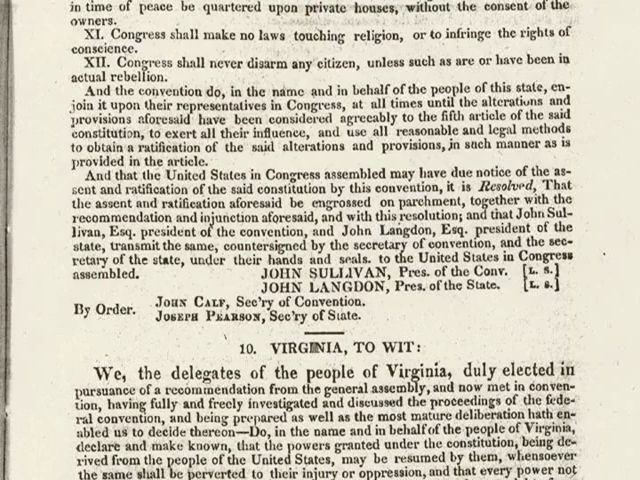 in time of peace be quartered upon private houses, without the consent of the
owners.
XI. Congress shall make no laws touching religion, or to infringe the rights of
conscience.
XII. Congress shall never disarm any citizen, unless such as are or have been in
actual rebellion.
And the convention do, in the name and in behalf of the people of this state, en-
join it upon their representatives in Congress, at all times until the alterations and
provisions aforesaid have been considered agreeably to the fifth article of the said
constitution, to exert all their influence, and use all reasonable and legal methods
to obtain a ratification of the said alterations and provisions, in such manner as is
provided in the article.
And that the United States in Congress assembled may have due notice of the as-
sent and ratification of the said constitution by this convention, it is Resolved, That
the assent and ratification aforesaid be engrossed on parchment, together with the
recommendation and injunction aforesaid, and with this resolution; and that John Sul-
livan, Esq. president of the convention, and John Langdon, Esq. president of the
state, transmit the same, countersigned by the secretary of convention, and the sec-
retary of the state, under their hands and seals. to the United States in Congress
assembled. JOHN SULLIVAN, Pres. of the Conv. [L. S.]
JOHN LANGDON, Pres. of the State. [L. S.]
By Order. JOHN CALF, Sec'ry of Convention.
JOSEPH PEARSON, Sec'ry of State.
10. VIRGINIA, TO WIT:
We, the delegates of the people of Virginia, duly elected in
pursuance of a recommendation from the general assembly, and now met in conven-
tion, having fully and freely investigated and discussed the proceedings of the fede-
ral convention, and being prepared as well as the most mature deliberation hath en-
abled us to decide thereon—Do, in the name and in behalf of the people of Virginia,
declare and make known, that the powers granted under the constitution, being de-
rived from the people of the United States, may be resumed by them, whensoever
the same shall be perverted to their injury or oppression, and that every power not